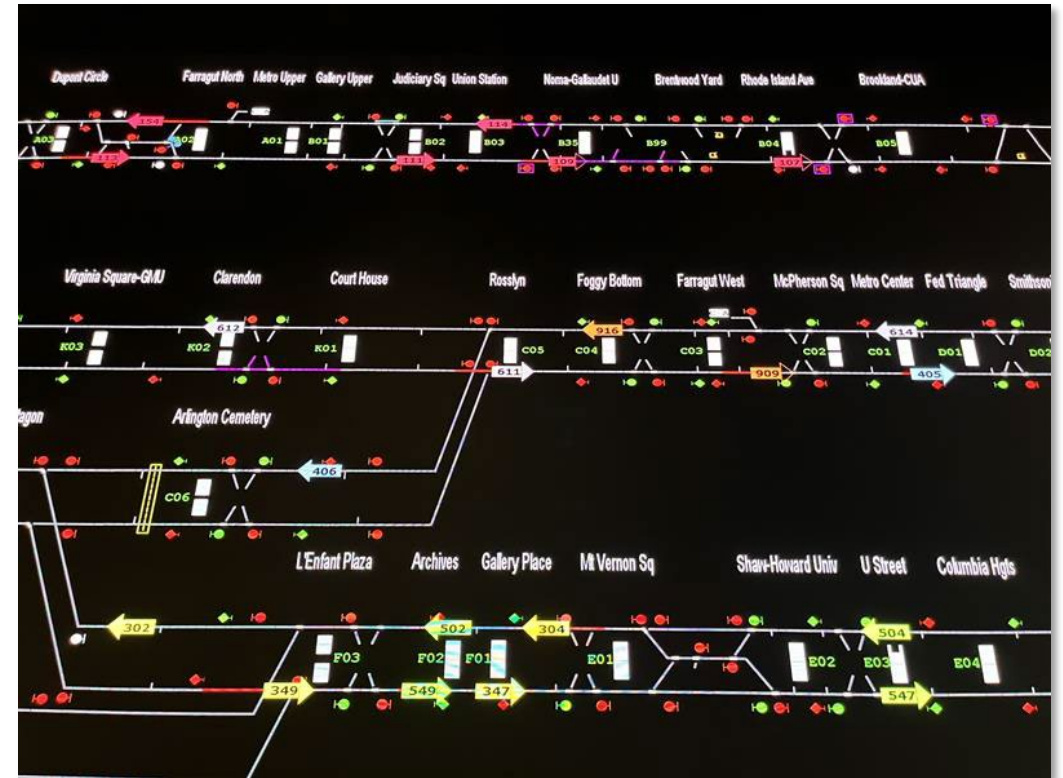 Dupont Circle Farragut North Metro Upper Gallery Upper Judiciary Sq Union Station Noma-Gallaudet U Brentwood Yard Rhode Island Ave Brookland-CUA
154 114
A03 A02 A01 B01 B02 B03 B35 B99 B04 B05
113 111 109 107
Virginia Square-GMU Clarendon Court House Rosslyn Foggy Bottom Farragut West McPherson Sq Metro Center Fed Triangle Smithson
612 916 614
K03 K02 K01 C05 C04 C03 C02 C01 D01 D02
611 909 405
agon Arlington Cemetery
406
C06
L'Enfant Plaza Archives Gallery Place Mt Vernon Sq Shaw-Howard Univ U Street Columbia Hgts
302 502 304 504
F03 F02 F01 E01 E02 E03 E04
349 549 347 547